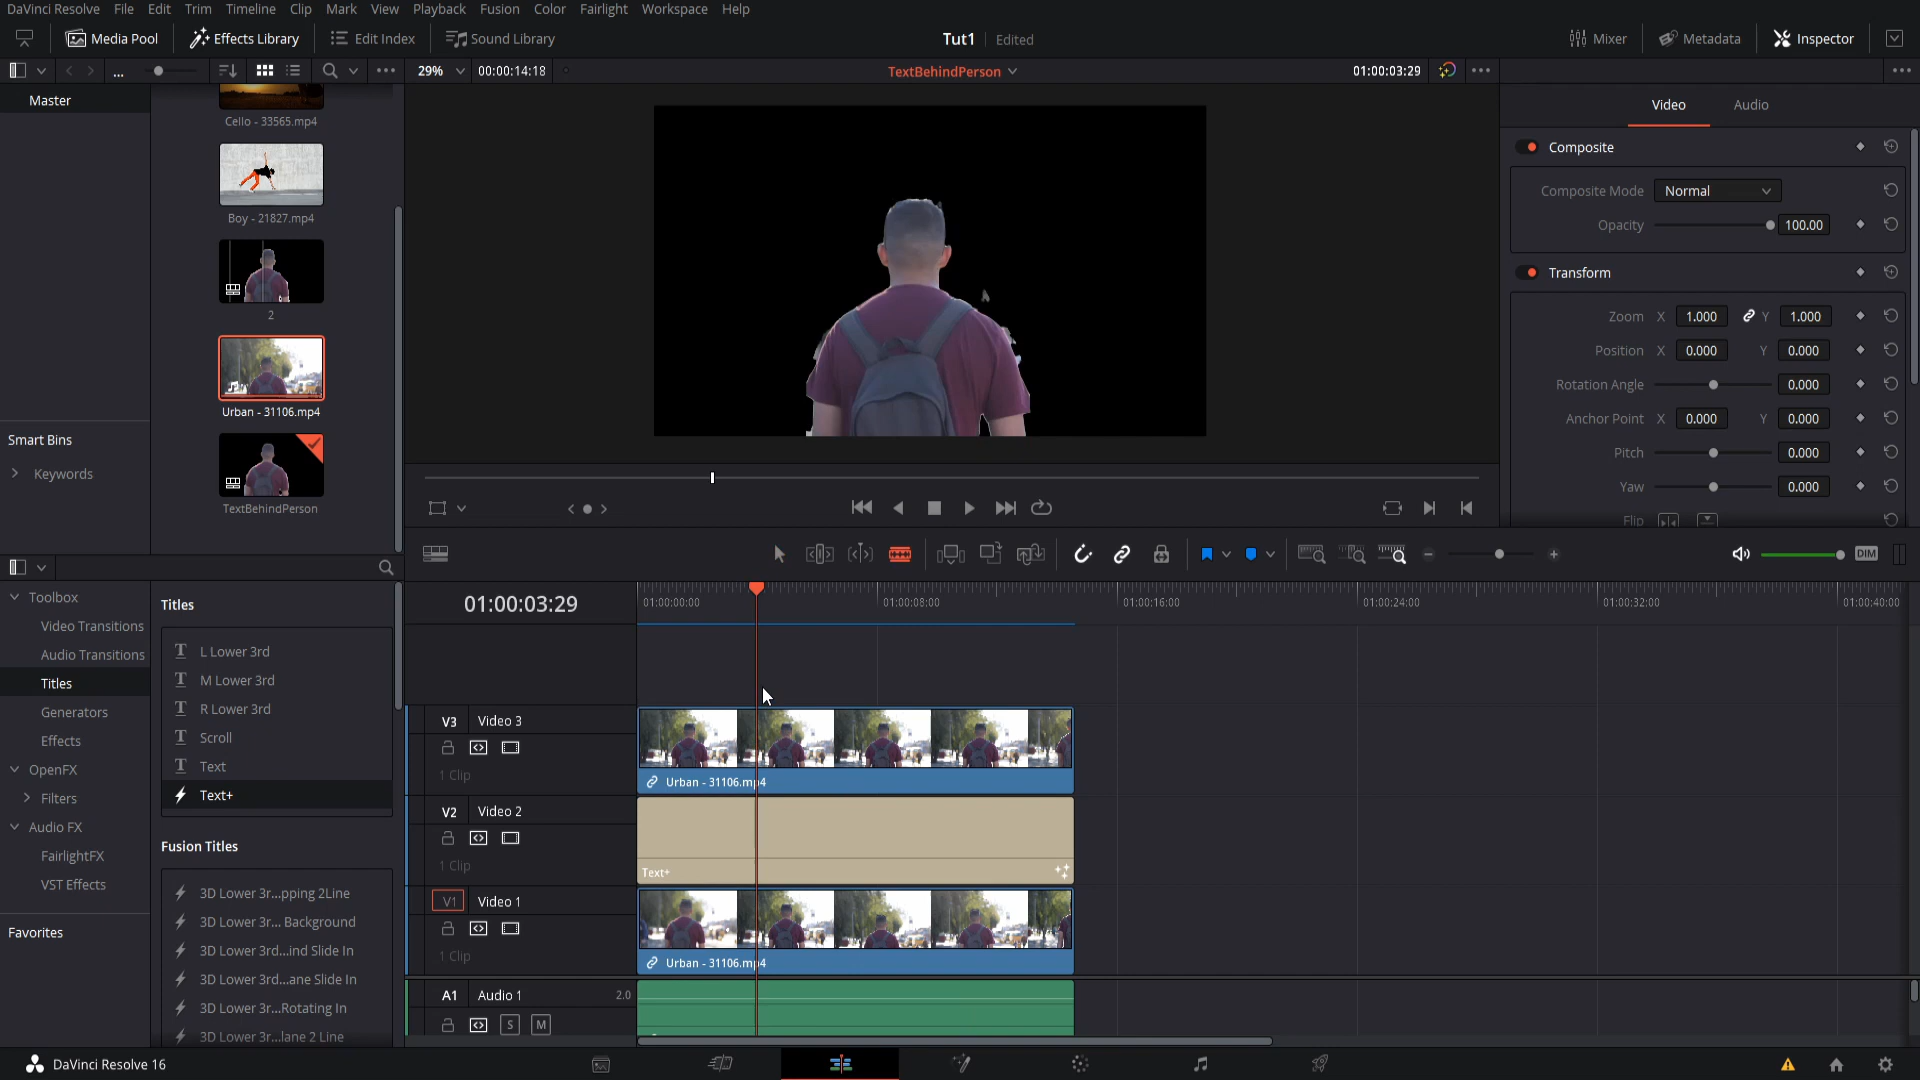 DaVinci Resolve File Edit Trim Timeline Clip Mark View Playback Fusion Color Fairlight Workspace Help
Media Pool Effects Library Edit Index Sound Library Tut1 Edited Mixer Metadata Inspector
... 29% 00:00:14:18 TextBehindPerson 01:00:03:29
Master
Cello - 33565.mp4
Boy - 21827.mp4
2
Urban - 31106.mp4
TextBehindPerson
Smart Bins
Keywords
Video Audio
Composite
Composite Mode Normal
Opacity 100.00
Transform
Zoom X 1.000 Y 1.000
Position X 0.000 Y 0.000
Rotation Angle 0.000
Anchor Point X 0.000 Y 0.000
Pitch 0.000
Yaw 0.000
Flip
DIM
Toolbox
Video Transitions
Audio Transitions
Titles
Generators
Effects
OpenFX
Filters
Audio FX
FairlightFX
VST Effects
Favorites
Titles
L Lower 3rd
M Lower 3rd
R Lower 3rd
Scroll
Text
Text+
Fusion Titles
3D Lower 3r...pping 2Line
3D Lower 3r... Background
3D Lower 3rd...ind Slide In
3D Lower 3rd...ane Slide In
3D Lower 3r...Rotating In
3D Lower 3r...lane 2 Line
01:00:03:29
01:00:00:00 01:00:08:00 01:00:16:00 01:00:24:00 01:00:32:00 01:00:40:00
V3 Video 3
1 Clip
Urban - 31106.mp4
V2 Video 2
1 Clip
Text+
V1 Video 1
1 Clip
Urban - 31106.mp4
A1 Audio 1 2.0
S M
DaVinci Resolve 16